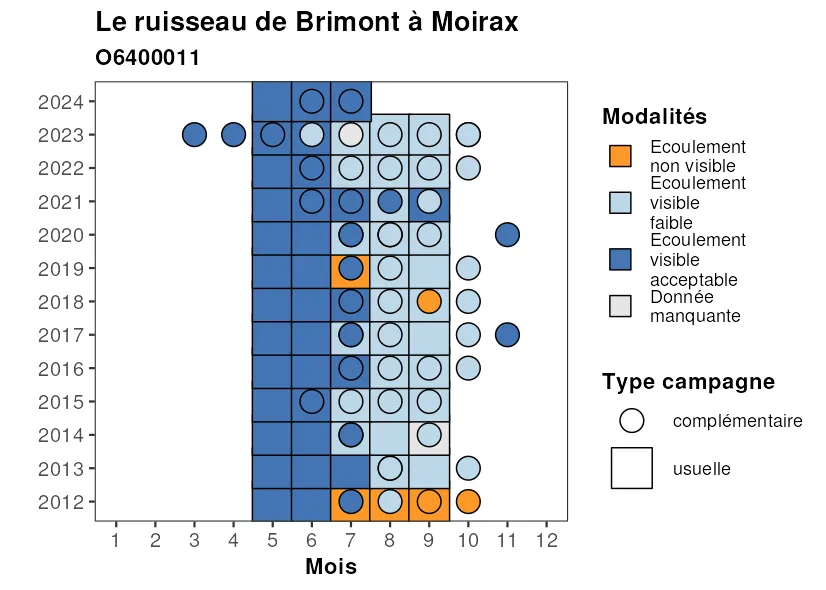 Le ruisseau de Brimont à Moirax
O6400011
2024
2023
2022
2021
2020
2019
2018
2017
2016
2015
2014
2013
2012
1 2 3 4 5 6 7 8 9 10 11 12
Mois
Modalités
Ecoulement
non visible
Ecoulement
visible
faible
Ecoulement
visible
acceptable
Donnée
manquante
Type campagne
complémentaire
usuelle